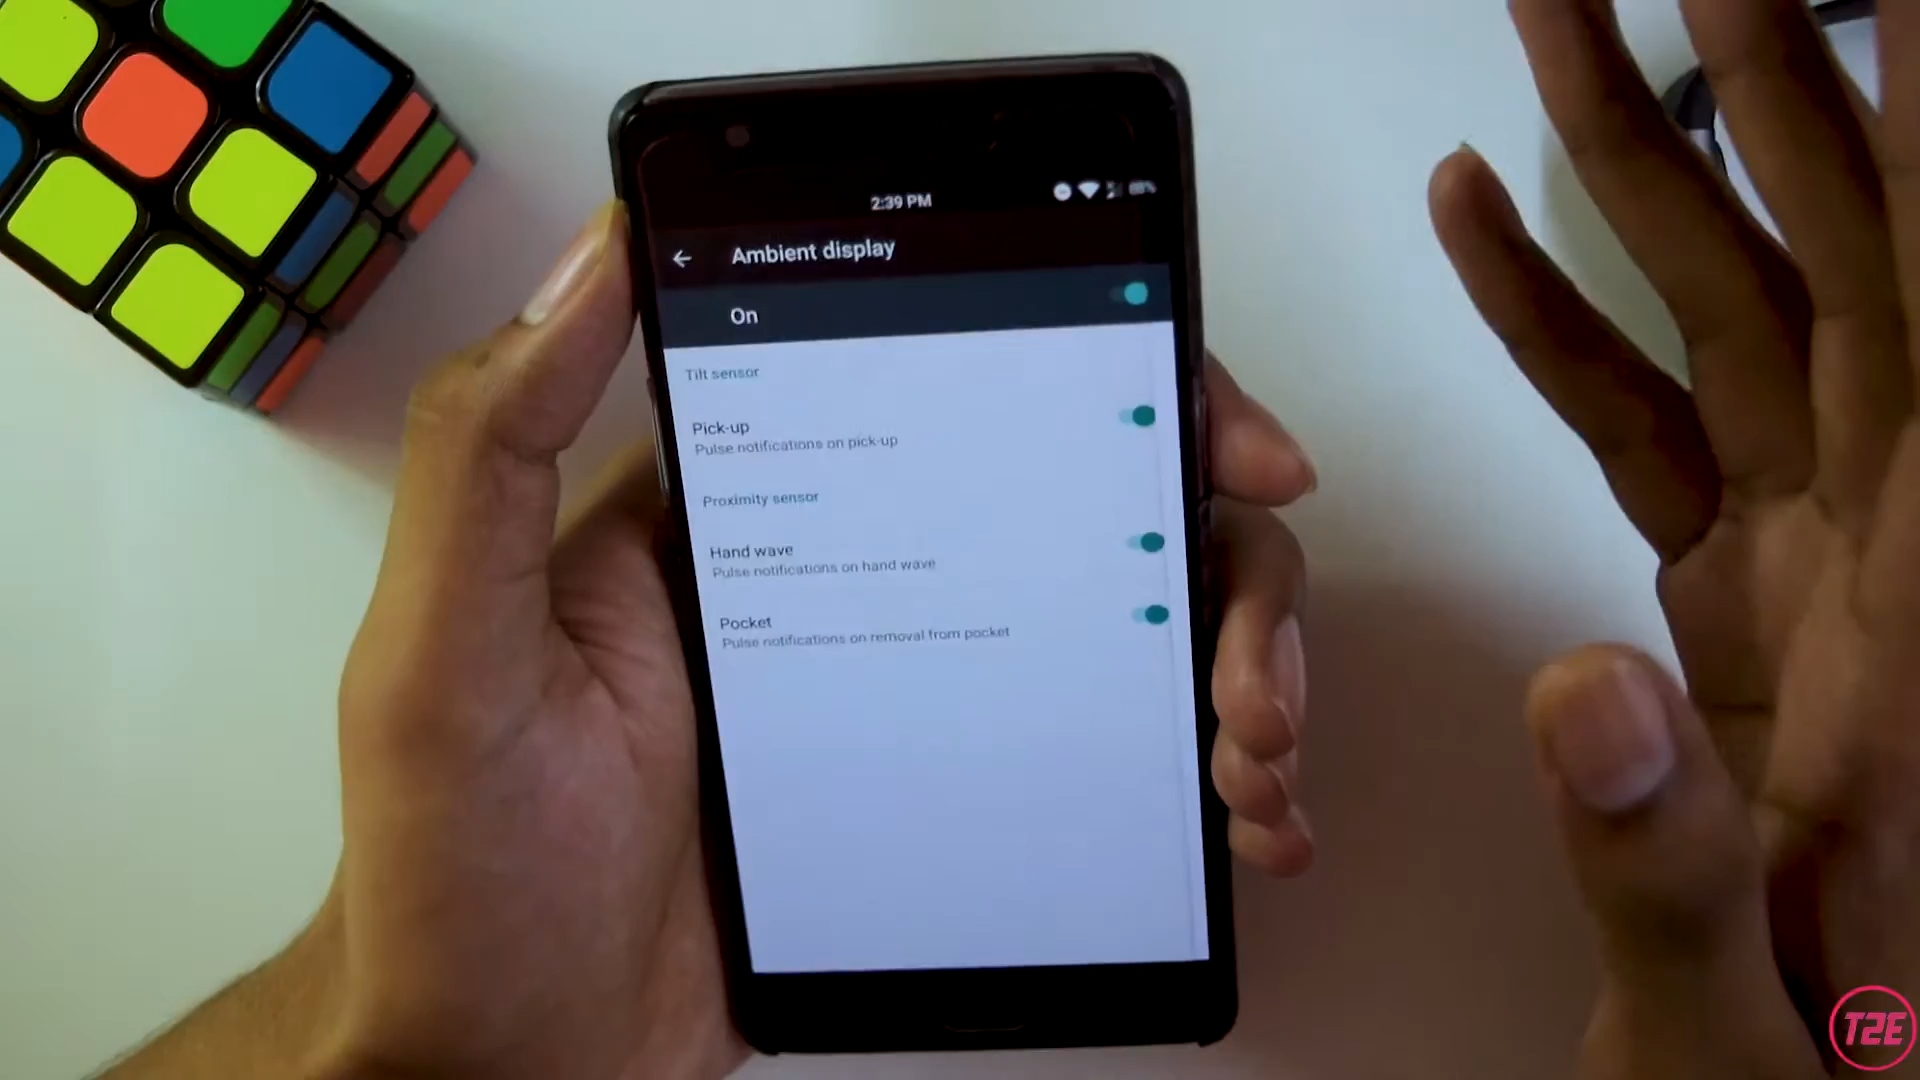 2:39 PM
Ambient display
On
Tilt sensor
Pick-up
Pulse notifications on pick-up
Proximity sensor
Hand wave
Pulse notifications on hand wave
Pocket
Pulse notifications on removal from pocket
T2E